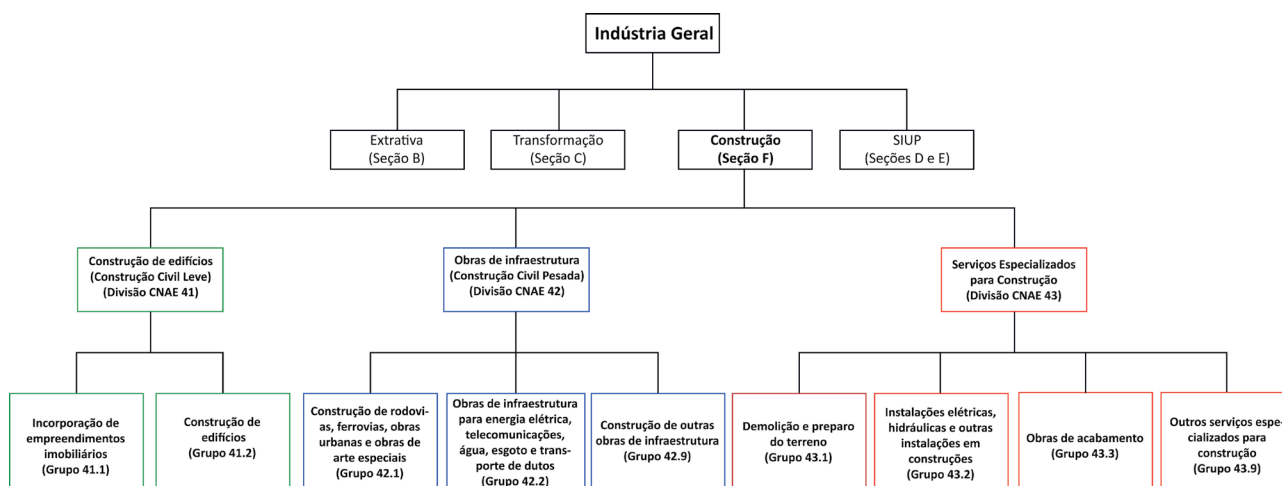 Indústria Geral
Extrativa
(Seção B)
Transformação
(Seção C)
Construção
(Seção F)
SIUP
(Seções D e E)
Construção de edifícios
(Construção Civil Leve)
(Divisão CNAE 41)
Obras de infraestrutura
(Construção Civil Pesada)
(Divisão CNAE 42)
Serviços Especializados
para Construção
(Divisão CNAE 43)
Incorporação de
empreendimentos
imobiliários
(Grupo 41.1)
Construção de
edifícios
(Grupo 41.2)
Construção de rodovi-
as, ferrovias, obras
urbanas e obras de
arte especiais
(Grupo 42.1)
Obras de infraestrutura
para energia elétrica,
telecomunicações,
água, esgoto e trans-
porte de dutos
(Grupo 42.2)
Construção de outras
obras de infraestrutura
(Grupo 42.9)
Demolição e preparo
do terreno
(Grupo 43.1)
Instalações elétricas,
hidráulicas e outras
instalações em
construções
(Grupo 43.2)
Obras de acabamento
(Grupo 43.3)
Outros serviços espe-
cializados para
construção
(Grupo 43.9)